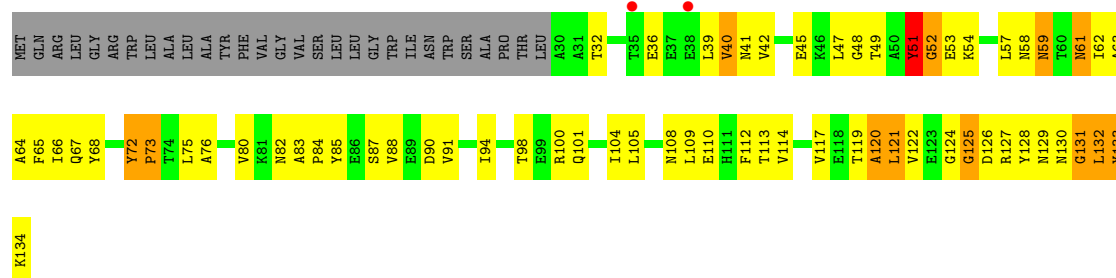 MET GLN ARG LEU GLY ARG TRP LEU ALA LEU ALA TYR PHE VAL GLY VAL SER LEU LEU GLY TRP ILE ASN TRP SER ALA PRO THR LEU A30 A31 T32 T35 E36 E37 E38 L39 V40 N41 V42 E45 K46 L47 G48 T49 A50 Y51 G52 E53 K54 L57 N58 N59 T60 N61 I62
A64 F65 I66 Q67 Y68 Y72 P73 T74 L75 A76 V80 K81 N82 A83 P84 Y85 E86 S87 V88 E89 D90 V91 I94 T98 E99 R100 Q101 I104 L105 N108 L109 E110 H111 F112 T113 V114 V117 E118 T119 A120 L121 V122 E123 G124 G125 D126 R127 Y128 N129 N130 G131 L132
K134